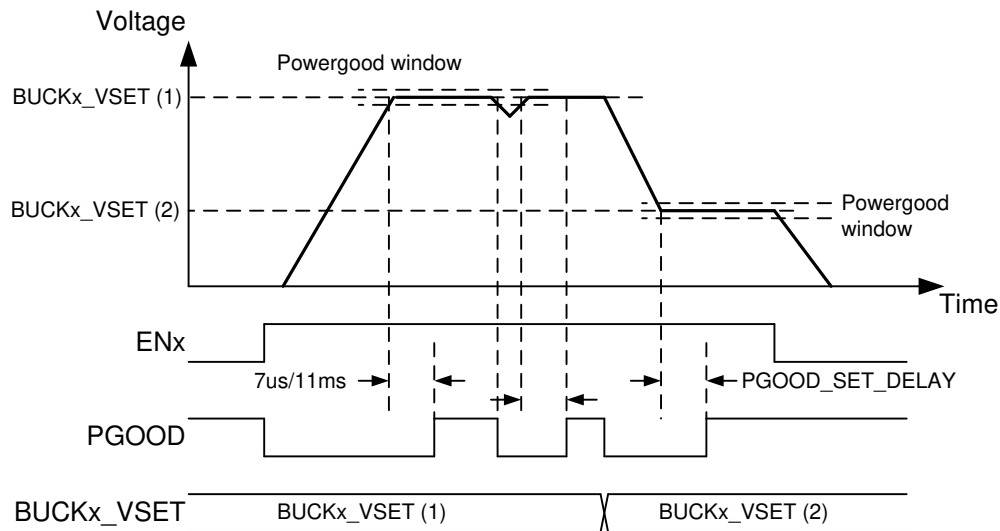 Voltage
Powergood window
BUCKx_VSET (1)
BUCKx_VSET (2)
Powergood
window
Time
ENx
7us/11ms
PGOOD_SET_DELAY
PGOOD
BUCKx_VSET
BUCKx_VSET (1)
BUCKx_VSET (2)